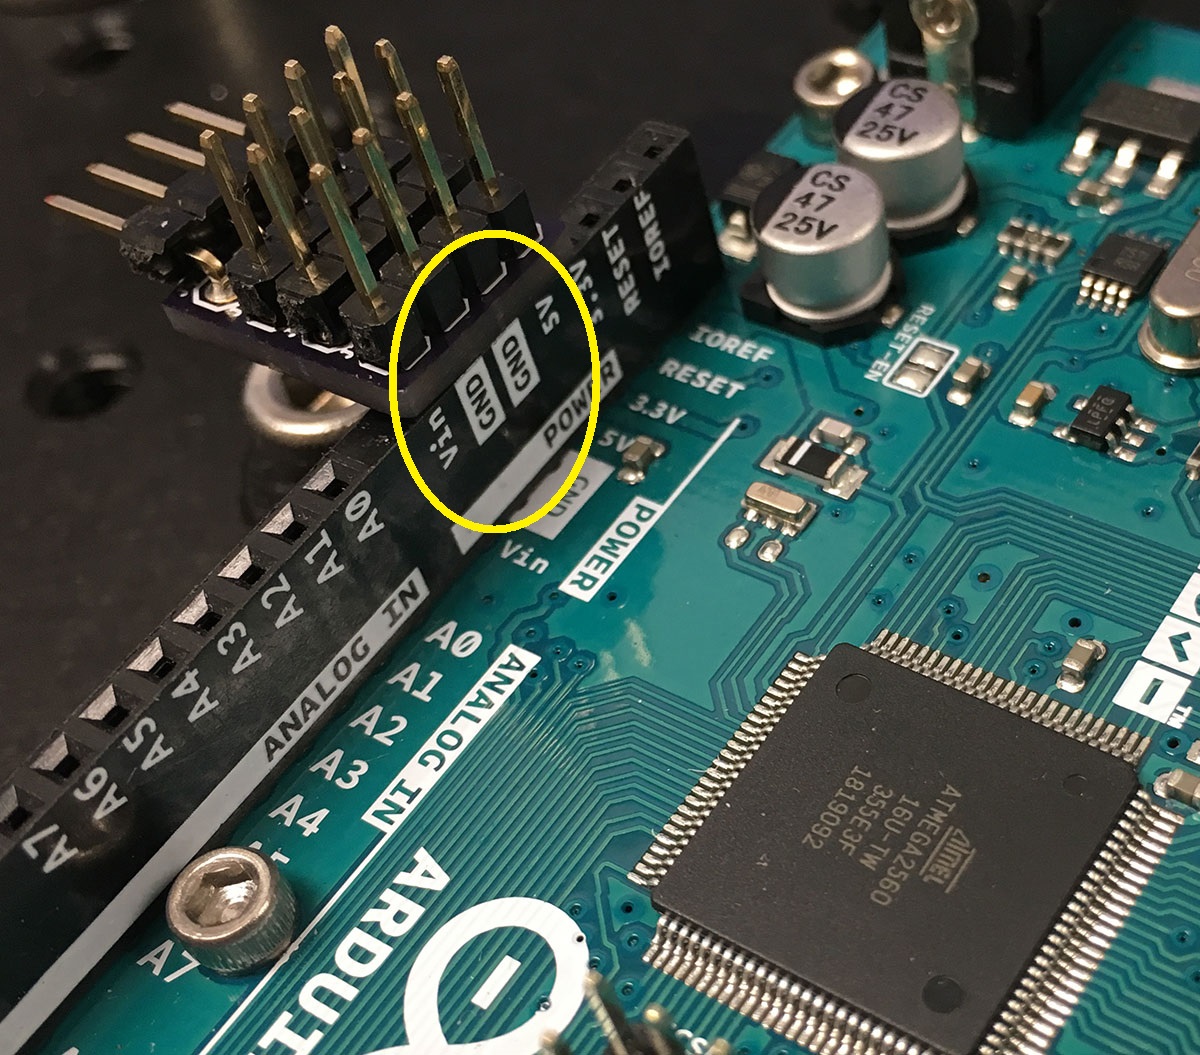 CS
47
25V
CS
47
25V
IOREF
RESET
3.3V
5V
GND
GND
Vin
POWER
RESET-EN
IOREF
RESET
3.3V
5V
GND
Vin
POWER
A0
A1
A2
A3
A4
A5
A6
A7
ANALOG IN
A0
A1
A2
A3
A4
A7
ANALOG IN
ATMEL
ATMEGA2560
16U-TW
355E3F
1819092
TM